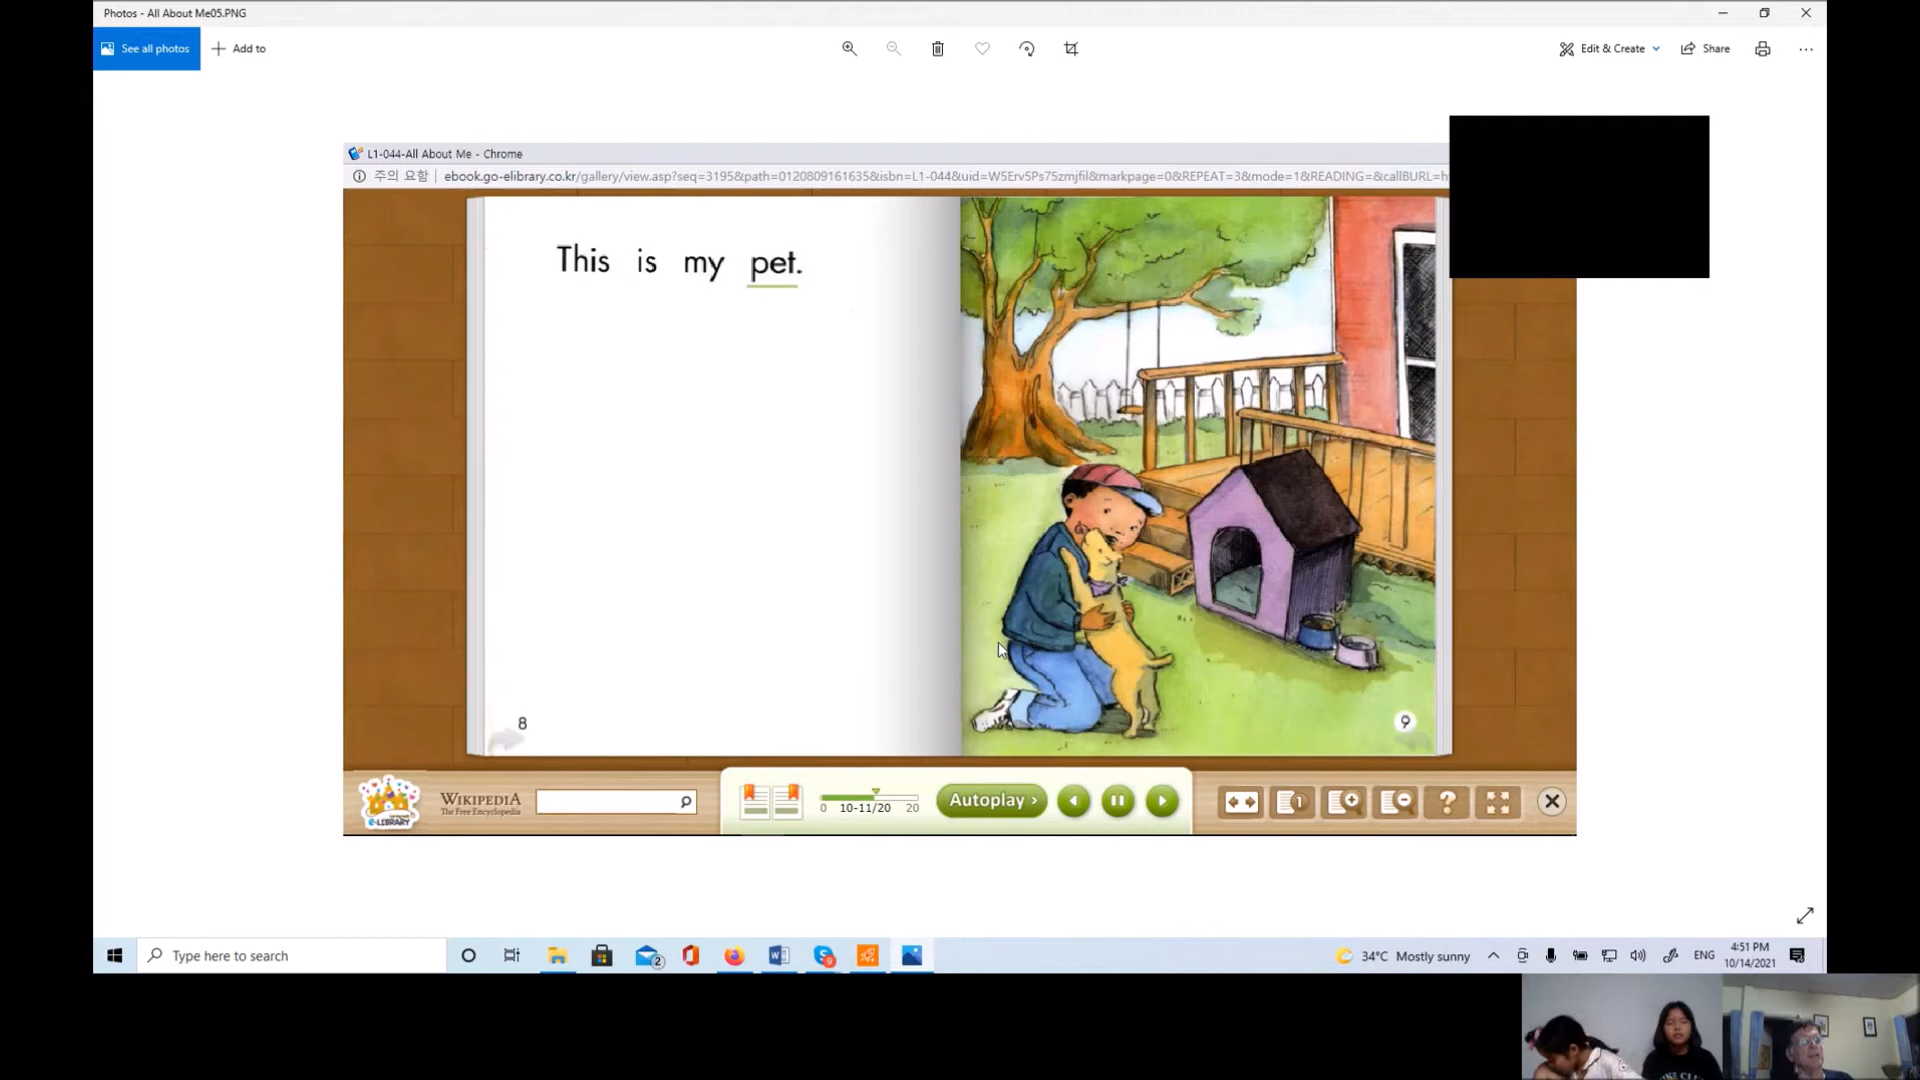 Photos - All About Me05.PNG
See all photos
Add to
Edit & Create
Share
L1-044-All About Me - Chrome
주의 요함 | ebook.go-elibrary.co.kr/gallery/view.asp?seq=3195&path=0120809161635&isbn=L1-044&uid=W5Erv5Ps75zmjfil&markpage=0&REPEAT=3&mode=1&READING=&callBURL=h
This is my pet.
8
9
e-LIBRARY
WIKIPEDIA
The Free Encyclopedia
0 10-11/20 20
Autoplay ›
1
?
Type here to search
2
9
34°C Mostly sunny
ENG
4:51 PM
10/14/2021